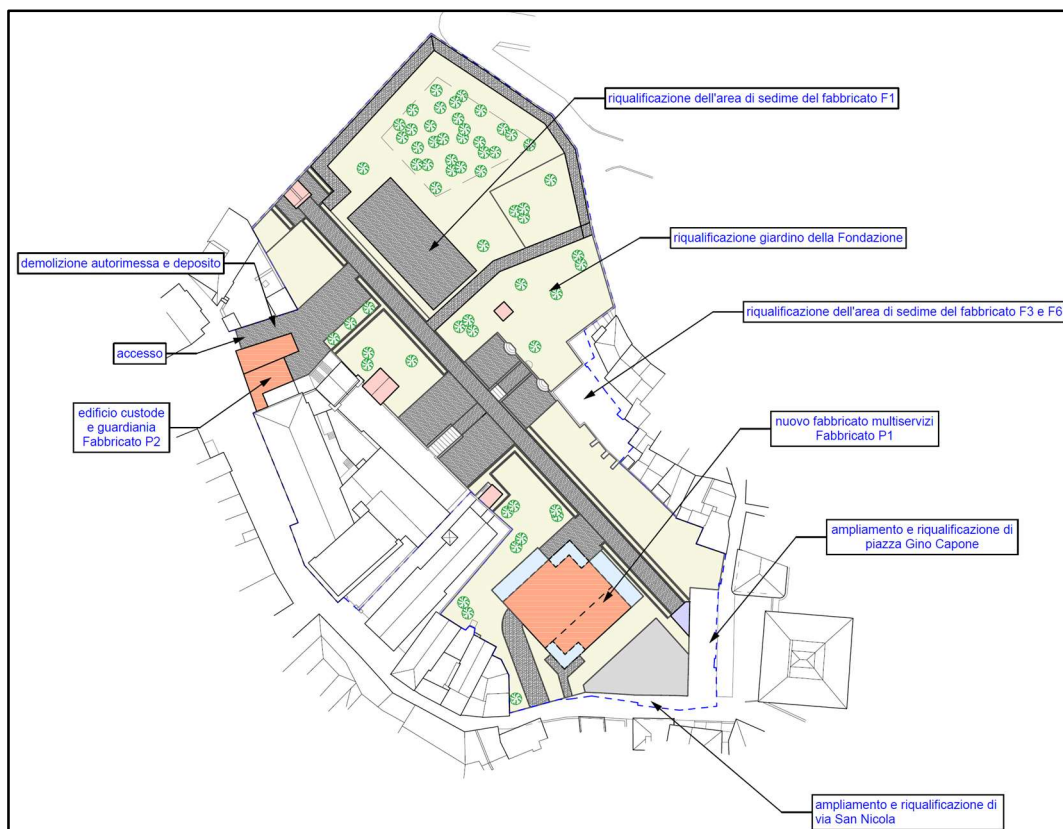 riqualificazione dell'area di sedime del fabbricato F1
riqualificazione giardino della Fondazione
demolizione autorimessa e deposito
riqualificazione dell'area di sedime del fabbricato F3 e F6
accesso
edificio custode
e guardiania
Fabbricato P2
nuovo fabbricato multiservizi
Fabbricato P1
ampliamento e riqualificazione di
piazza Gino Capone
ampliamento e riqualificazione di
via San Nicola